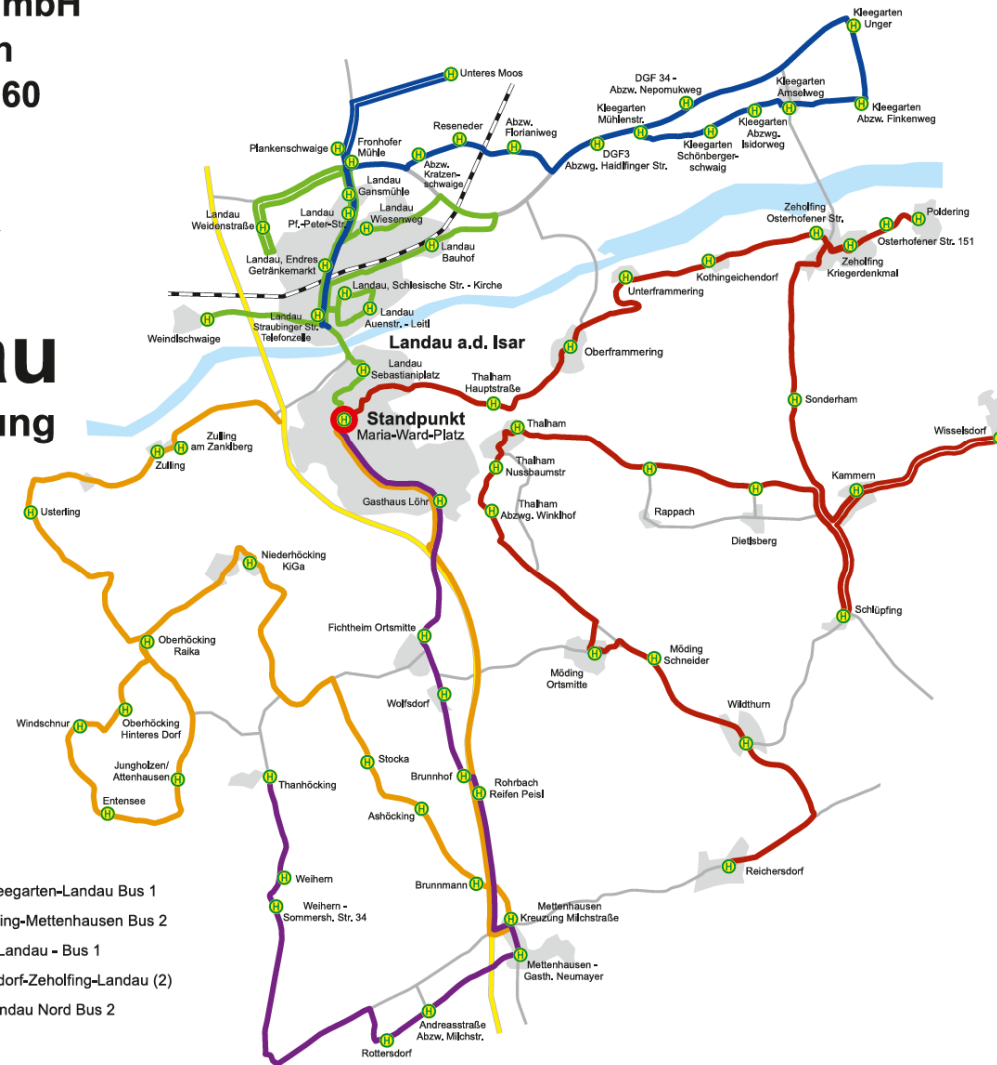 mbH
60
au
ung
Unteres Moos
Plankenschwaige
Fronhofer
Mühle
Reseneder
Abzw.
Kratzen-
schwaige
Abzw.
Florianiweg
DGF3
Abzwg. Haidlfinger Str.
Kleegarten
Mühlenstr.
DGF 34 -
Abzw. Nepomukweg
Kleegarten
Schönberger-
schwaig
Kleegarten
Abzwg.
Isidorweg
Kleegarten
Amselweg
Kleegarten
Unger
Kleegarten
Abzw. Finkenweg
Landau
Gansmühle
Landau
Pf.-Peter-Str.
Landau
Wiesenweg
Landau
Weidenstraße
Landau
Bauhof
Landau, Endres
Getränkemarkt
Landau, Schlesische Str. - Kirche
Landau
Auenstr. - Leitl
Landau
Straubinger Str.
Telefonzelle
Weindlschwaige
Landau a.d. Isar
Landau
Sebastianiplatz
Standpunkt
Maria-Ward-Platz
Thalham
Hauptstraße
Oberframmering
Unterframmering
Kothingeichendorf
Zeholfing
Osterhofener Str.
Zeholfing
Kriegerdenkmal
Osterhofener Str. 151
Poldering
Sonderham
Wisselsdorf
Kammern
Schlüpfing
Thalham
Thalham
Nussbaumstr
Thalham
Abzwg. Winklhof
Rappach
Dietlsberg
Möding
Ortsmitte
Möding
Schneider
Wildthurn
Reichersdorf
Gasthaus Löhr
Zulling
am Zanklberg
Zulling
Usterling
Niederhöcking
KiGa
Oberhöcking
Raika
Oberhöcking
Hinteres Dorf
Windschnur
Jungholzen/
Attenhausen
Entensee
Fichtheim Ortsmitte
Wolfsdorf
Brunnhof
Rohrbach
Reifen Peisl
Stocka
Ashöcking
Brunnmann
Thanhöcking
Weihern
Weihern -
Sommersh. Str. 34
Mettenhausen
Kreuzung Milchstraße
Mettenhausen -
Gasth. Neumayer
Andreasstraße
Abzw. Milchstr.
Rottersdorf
eegarten-Landau Bus 1
ing-Mettenhausen Bus 2
Landau - Bus 1
dorf-Zeholfing-Landau (2)
ndau Nord Bus 2